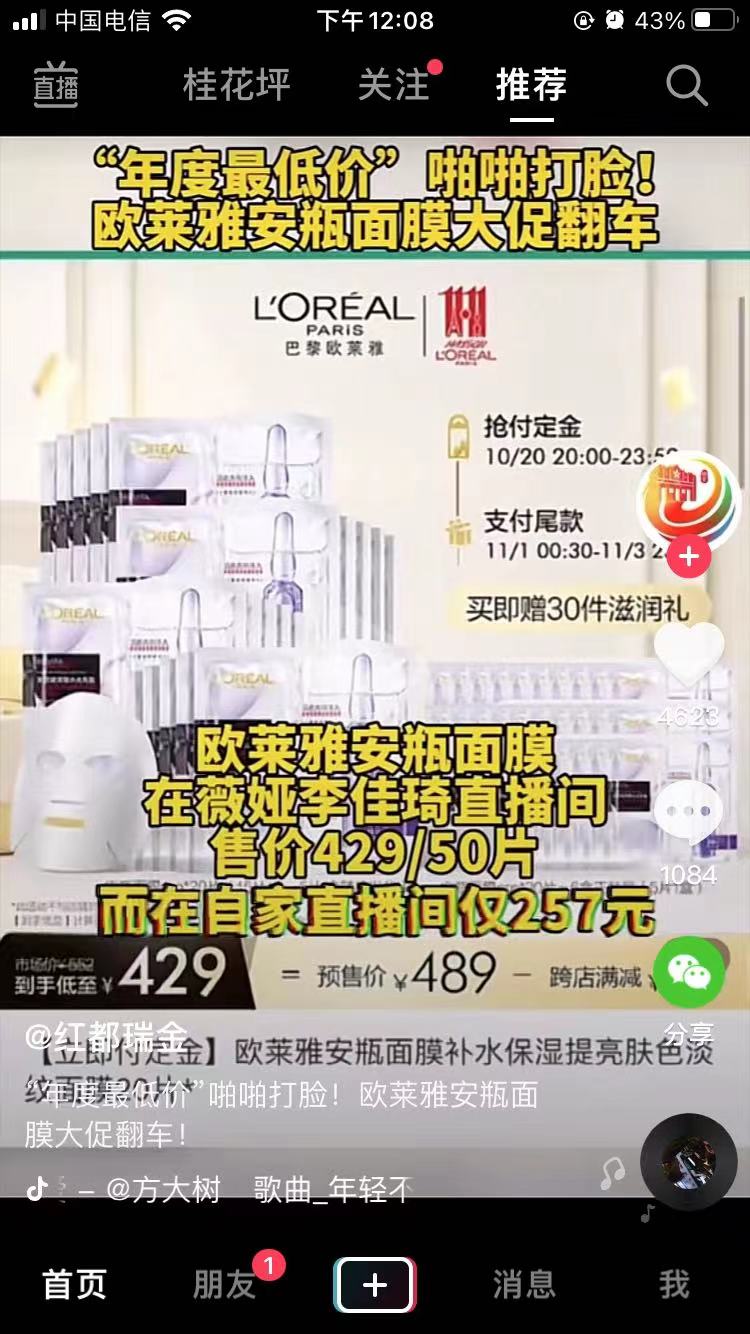 中国电信
下午12:08
43%
直播
桂花坪
关注
推荐
“年度最低价”啪啪打脸！
欧莱雅安瓶面膜大促翻车
L'ORÉAL
PARIS
巴黎欧莱雅
L'ORÉAL
PARIS
抢付定金
10/20 20:00-23:59
支付尾款
11/1 00:30-11/3 2
买即赠30件滋润礼
4623
欧莱雅安瓶面膜
在薇娅李佳琦直播间
售价429/50片
而在自家直播间仅257元
1084
市场价¥662
到手低至¥429 = 预售价¥489 - 跨店满减
分享
@红都瑞金
【立即付定金】欧莱雅安瓶面膜补水保湿提亮肤色淡
“年度最低价”啪啪打脸！欧莱雅安瓶面
膜大促翻车！
- @方大树 歌曲_年轻不
首页
朋友
1
消息
我